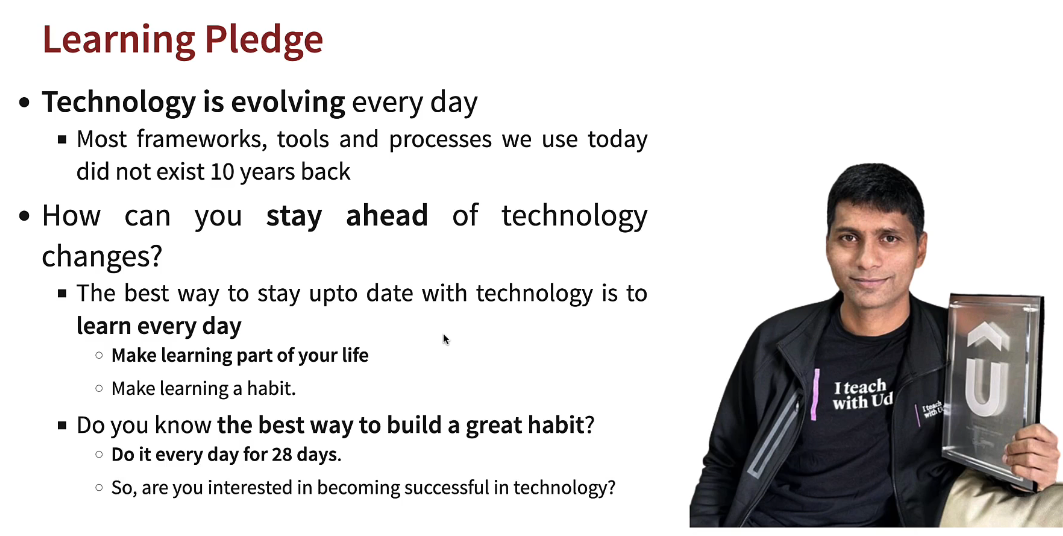 Learning Pledge
Technology is evolving every day
Most frameworks, tools and processes we use today
did not exist 10 years back
How can you stay ahead of technology
changes?
The best way to stay upto date with technology is to
learn every day
Make learning part of your life
Make learning a habit.
Do you know the best way to build a great habit?
Do it every day for 28 days.
So, are you interested in becoming successful in technology?
I teach
with Ud
I teach
with U